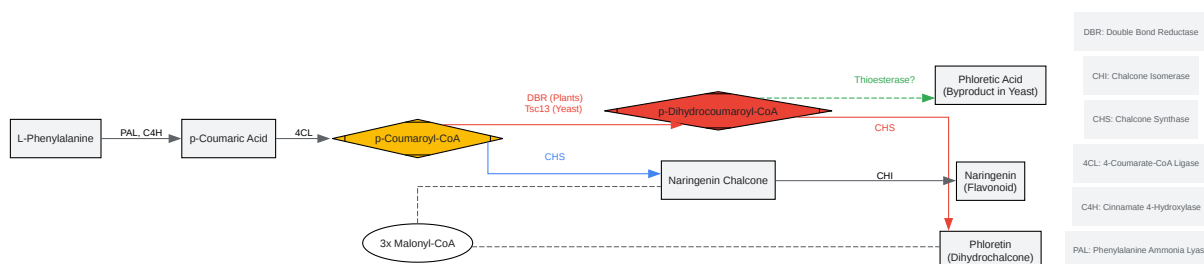 L-Phenylalanine
PAL, C4H
p-Coumaric Acid
4CL
p-Coumaroyl-CoA
DBR (Plants)
Tsc13 (Yeast)
p-Dihydrocoumaroyl-CoA
Thioesterase?
Phloretic Acid
(Byproduct in Yeast)
CHS
CHS
Naringenin Chalcone
CHI
Naringenin
(Flavonoid)
3x Malonyl-CoA
Phloretin
(Dihydrochalcone)
DBR: Double Bond Reductase
CHI: Chalcone Isomerase
CHS: Chalcone Synthase
4CL: 4-Coumarate-CoA Ligase
C4H: Cinnamate 4-Hydroxylase
PAL: Phenylalanine Ammonia Lyas